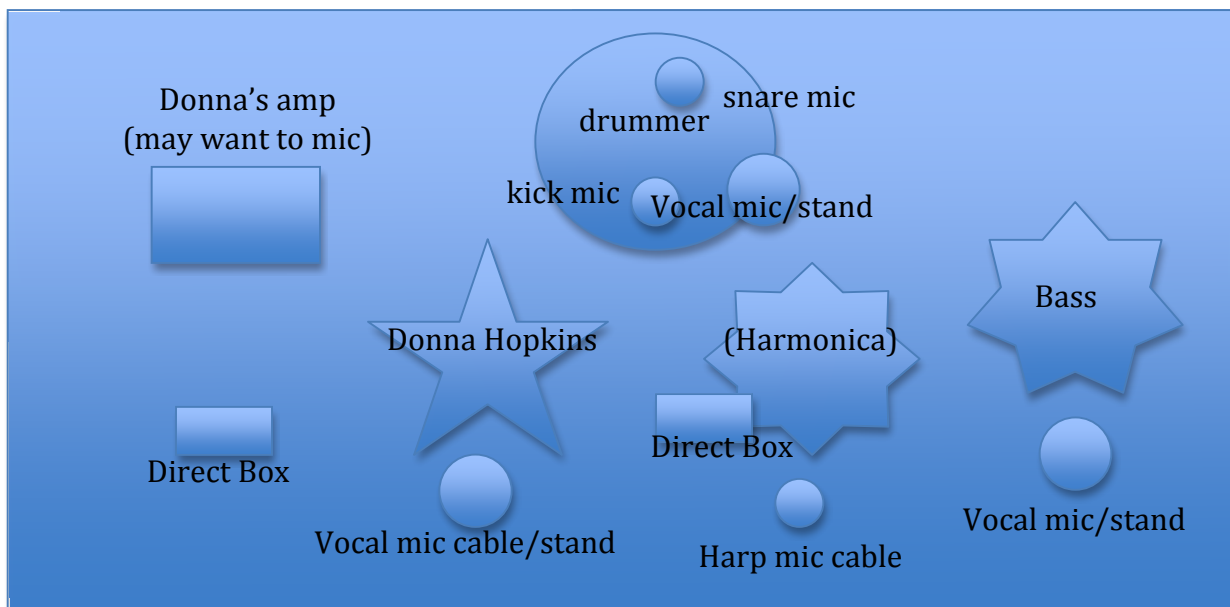 Donna’s amp
(may want to mic)
snare mic
drummer
kick mic
Vocal mic/stand
Bass
Donna Hopkins
(Harmonica)
Direct Box
Direct Box
Vocal mic cable/stand
Harp mic cable
Vocal mic/stand